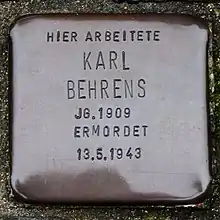 HIER ARBEITETE
KARL
BEHRENS
JG. 1909
ERMORDET
13.5.1943